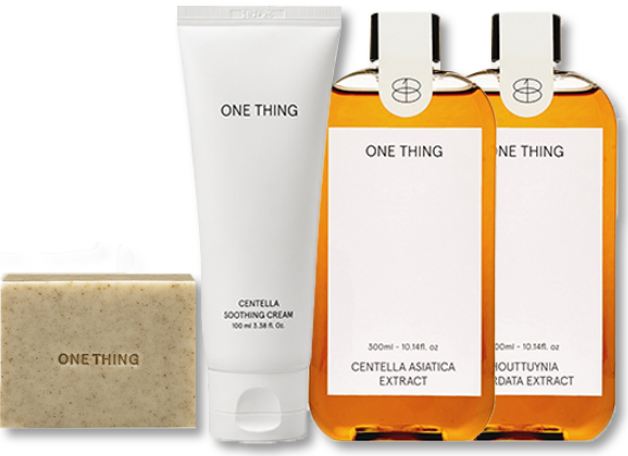 ONE THING
ONE THING
CENTELLA
SOOTHING CREAM
100 ml 3.38 fl. Oz.
ONE THING
300ml - 10.14fl. oz
CENTELLA ASIATICA
EXTRACT
NE THING
00ml - 10.14fl. oz
HOUTTUYNIA
RDATA EXTRACT